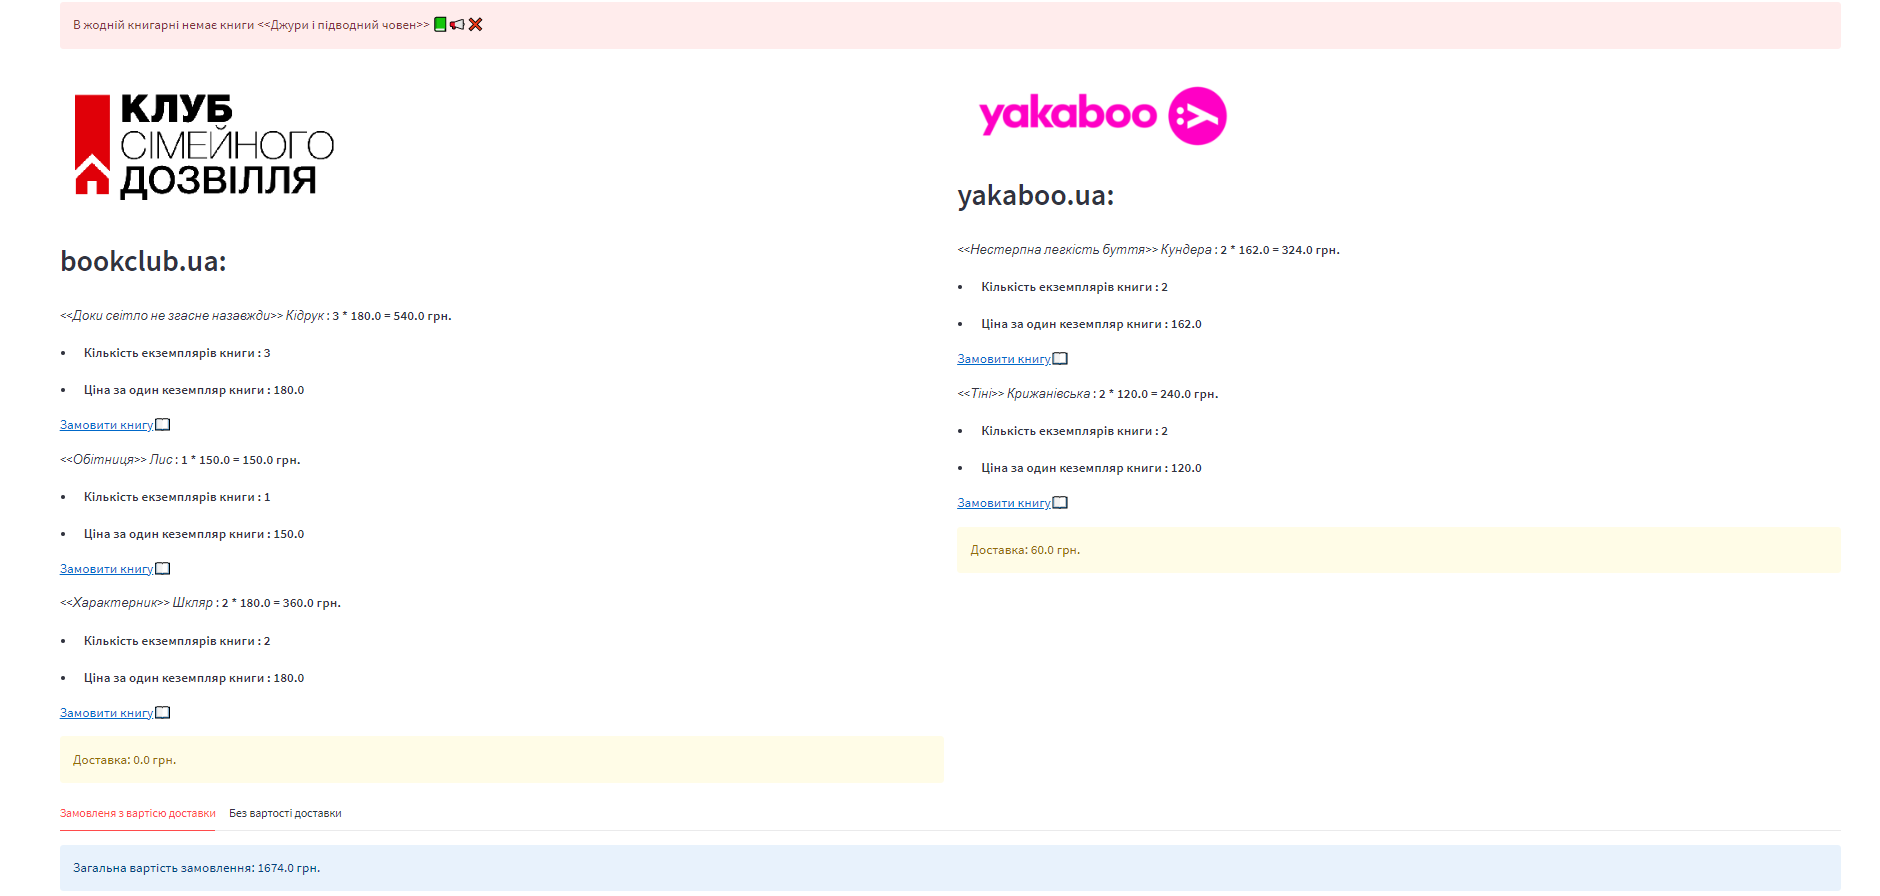 В жодній книгарні немає книги <<Джури і підводний човен>>
КЛУБ
СІМЕЙНОГО
ДОЗВІЛЛЯ
bookclub.ua:
<<Доки світло не згасне назавжди>> Кідрук : 3 * 180.0 = 540.0 грн.
• Кількість екземплярів книги : 3
• Ціна за один кеземпляр книги : 180.0
Замовити книгу
<<Обітниця>> Лис : 1 * 150.0 = 150.0 грн.
• Кількість екземплярів книги : 1
• Ціна за один кеземпляр книги : 150.0
Замовити книгу
<<Характерник>> Шкляр : 2 * 180.0 = 360.0 грн.
• Кількість екземплярів книги : 2
• Ціна за один кеземпляр книги : 180.0
Замовити книгу
Доставка: 0.0 грн.
yakaboo
yakaboo.ua:
<<Нестерпна легкість буття>> Кундера : 2 * 162.0 = 324.0 грн.
• Кількість екземплярів книги : 2
• Ціна за один кеземпляр книги : 162.0
Замовити книгу
<<Тіні>> Крижанівська : 2 * 120.0 = 240.0 грн.
• Кількість екземплярів книги : 2
• Ціна за один кеземпляр книги : 120.0
Замовити книгу
Доставка: 60.0 грн.
Замовленя з вартією доставки Без вартості доставки
Загальна вартість замовлення: 1674.0 грн.